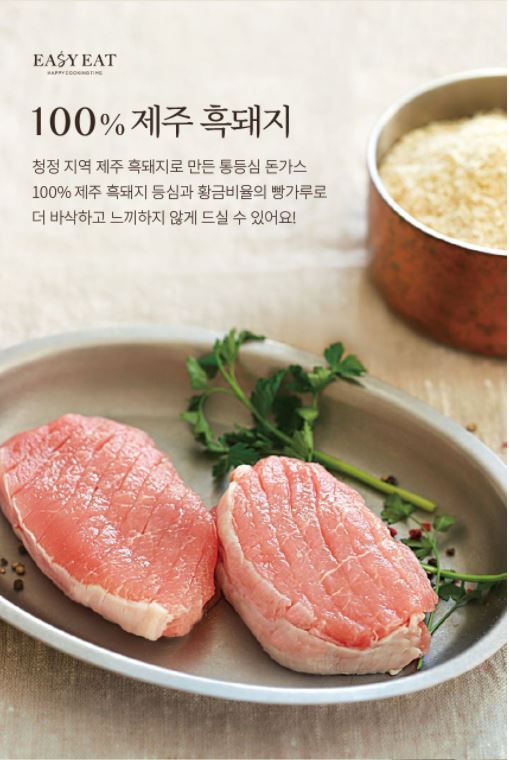 EASY EAT
HAPPY COOKING TIME
100% 제주 흑돼지
청정 지역 제주 흑돼지로 만든 통등심 돈가스
100% 제주 흑돼지 등심과 황금비율의 빵가루로
더 바삭하고 느끼하지 않게 드실 수 있어요!